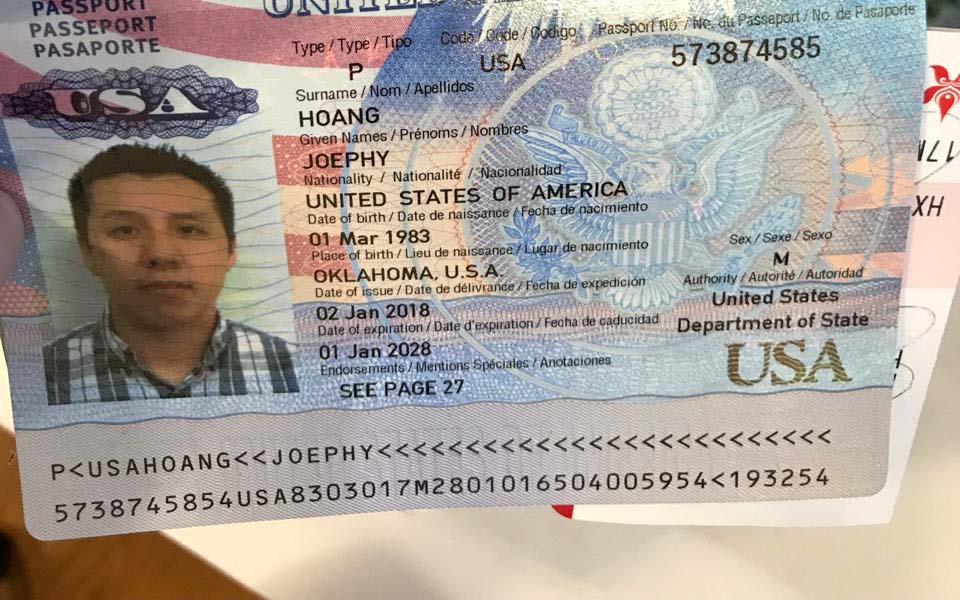 PASSPORT
PASSEPORT
PASAPORTE
USA
Type / Type / Tipo
Code / Code / Codigo
Passport No. / No. du Passeport / No. de Pasaporte
P
USA
573874585
Surname / Nom / Apellidos
HOANG
Given Names / Prénoms / Nombres
JOEPHY
Nationality / Nationalité / Nacionalidad
UNITED STATES OF AMERICA
Date of birth / Date de naissance / Fecha de nacimiento
01 Mar 1983
Place of birth / Lieu de naissance / Lugar de nacimiento
Sex / Sexe / Sexo
OKLAHOMA, U.S.A.
M
Date of issue / Date de délivrance / Fecha de expedición
Authority / Autorité / Autoridad
02 Jan 2018
United States
Date of expiration / Date d'expiration / Fecha de caducidad
Department of State
01 Jan 2028
USA
Endorsements / Mentions Spéciales / Anotaciones
SEE PAGE 27
P<USAHOANG<<JOEPHY<<<<<<<<<<<<<<<<<<<<<<<<<<
5738745854USA8303017M2801016504005954<193254